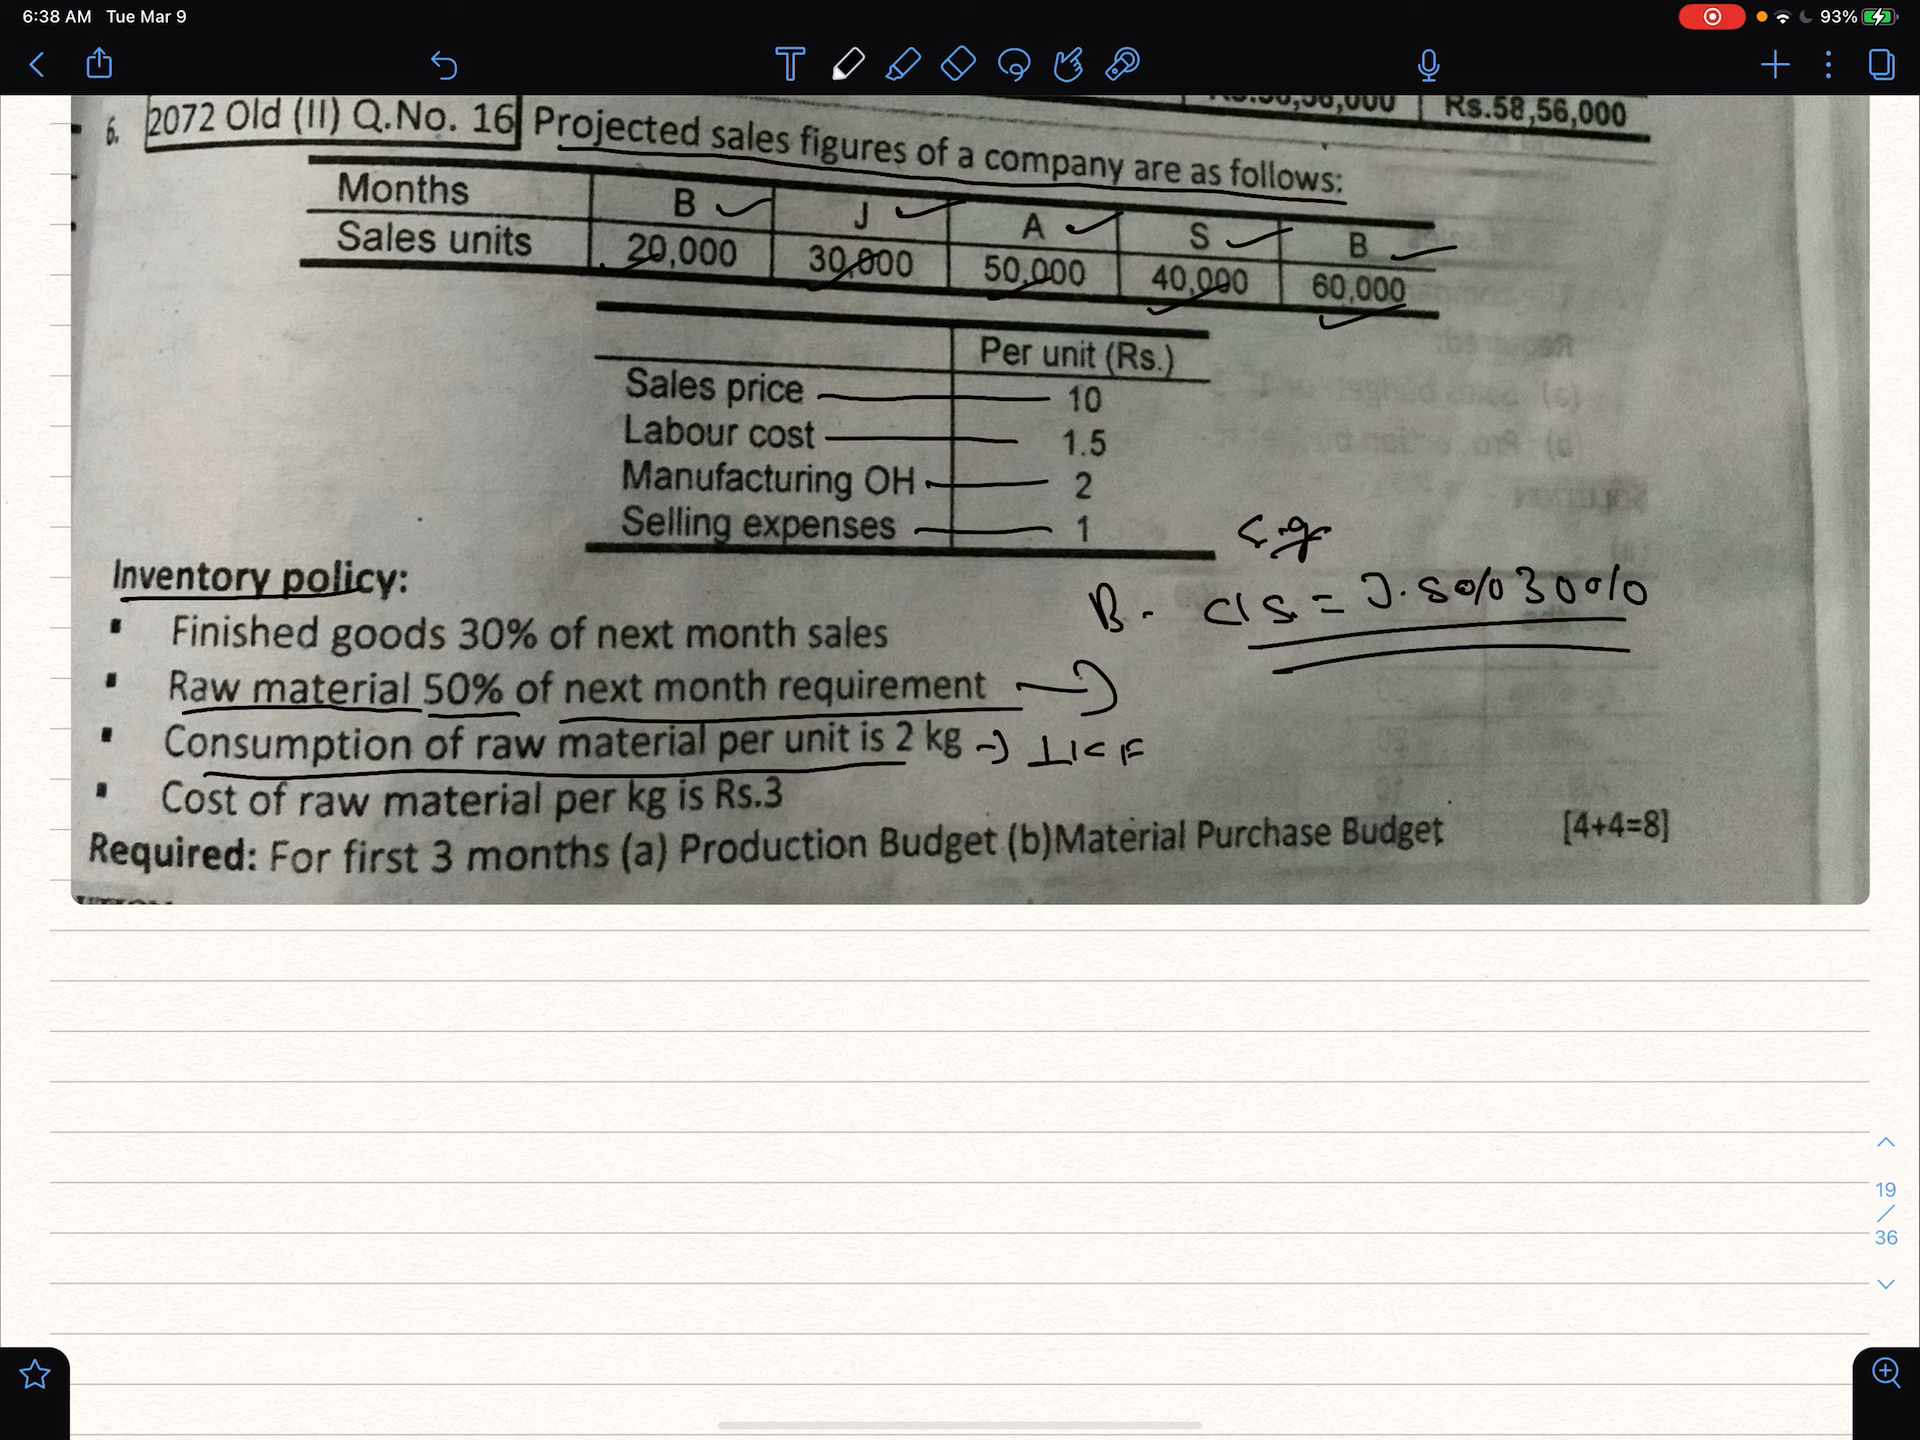 6:38 AM Tue Mar 9
93%
Rs.58,56,000
6. 2072 Old (II) Q.No. 16 Projected sales figures of a company are as follows:
Months B J A S B
Sales units 20,000 30,000 50,000 40,000 60,000
Per unit (Rs.)
Sales price 10
Labour cost 1.5
Manufacturing OH 2
Selling expenses 1
Inventory policy:
▪ Finished goods 30% of next month sales
▪ Raw material 50% of next month requirement
▪ Consumption of raw material per unit is 2 kg
▪ Cost of raw material per kg is Rs.3
Required: For first 3 months (a) Production Budget (b)Material Purchase Budget [4+4=8]
19
/
36